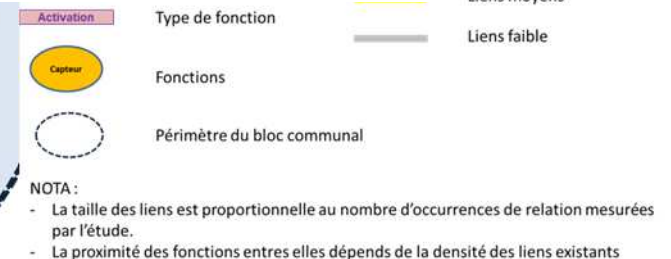 Liens moyens
Activation
Type de fonction
Liens faible
Capteur
Fonctions
Périmètre du bloc communal
NOTA :
- La taille des liens est proportionnelle au nombre d'occurrences de relation mesurées
par l'étude.
- La proximité des fonctions entres elles dépends de la densité des liens existants